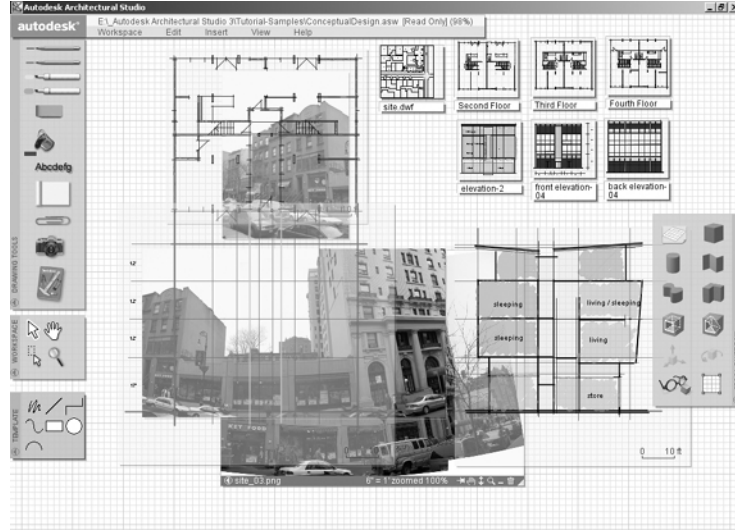 Autodesk Architectural Studio
autodesk®
E:\_Autodesk Architectural Studio 3\Tutorial-Samples\ConceptualDesign.asw [Read Only] (98%)
Workspace Edit Insert View Help
Abcdefg
DRAWING TOOLS
WORKSPACE
TEMPLATE
site.dwf
Second Floor
Third Floor
Fourth Floor
elevation-2
front elevation-04
back elevation-04
sleeping
living / sleeping
sleeping
living
store
0 10 ft
site_03.png 6" = 1' zoomed 100%